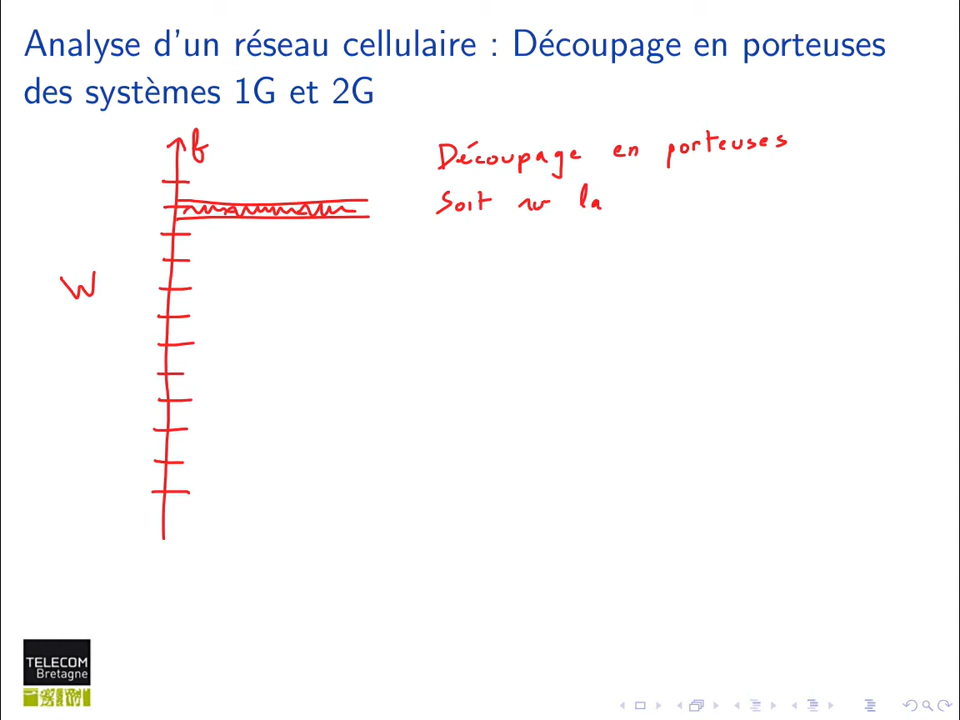 Analyse d'un réseau cellulaire : Découpage en porteuses
des systèmes 1G et 2G
f
Découpage en porteuses
Soit sur la
W
TELECOM
Bretagne